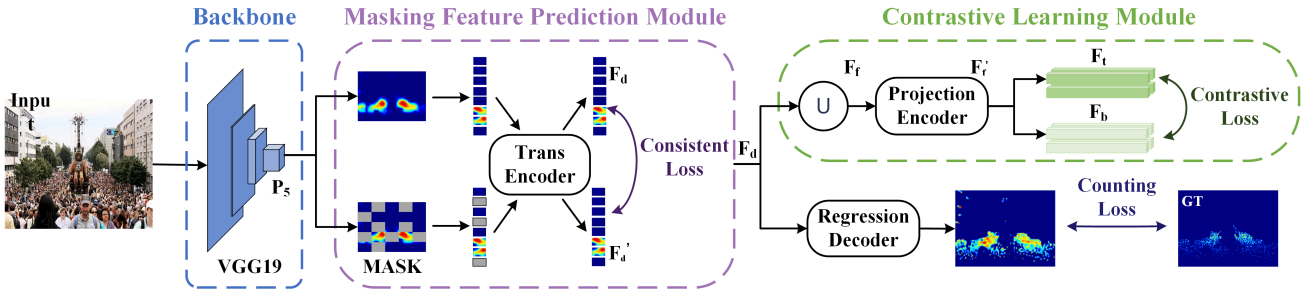 Backbone
Masking Feature Prediction Module
Contrastive Learning Module
Inpu
t
P5
VGG19
MASK
Trans
Encoder
Fd
Fd'
Consistent
Loss
Fd
U
Ff
Projection
Encoder
Ff'
Ft
Fb
Contrastive
Loss
Regression
Decoder
Counting
Loss
GT